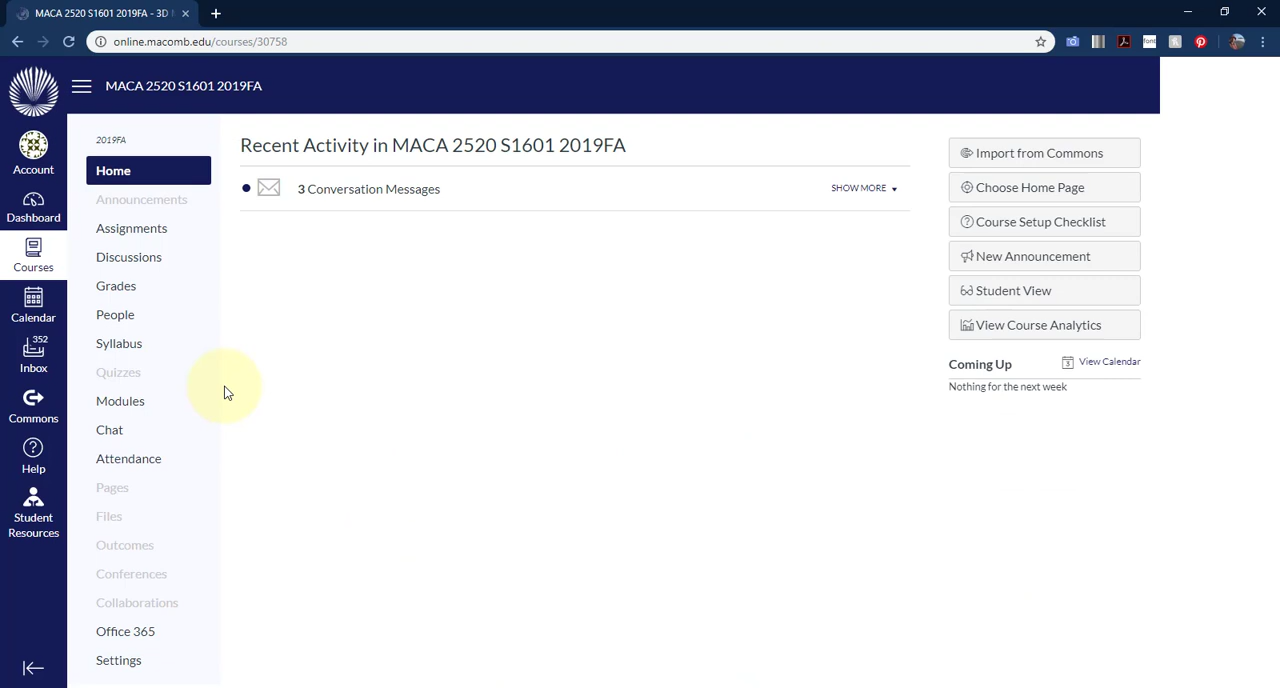 MACA 2520 S1601 2019FA - 3D M
online.macomb.edu/courses/30758
MACA 2520 S1601 2019FA
Account
Dashboard
Courses
Calendar
352
Inbox
Commons
Help
Student
Resources
2019FA
Home
Announcements
Assignments
Discussions
Grades
People
Syllabus
Quizzes
Modules
Chat
Attendance
Pages
Files
Outcomes
Conferences
Collaborations
Office 365
Settings
Recent Activity in MACA 2520 S1601 2019FA
3 Conversation Messages
SHOW MORE
Import from Commons
Choose Home Page
Course Setup Checklist
New Announcement
Student View
View Course Analytics
Coming Up
3 View Calendar
Nothing for the next week